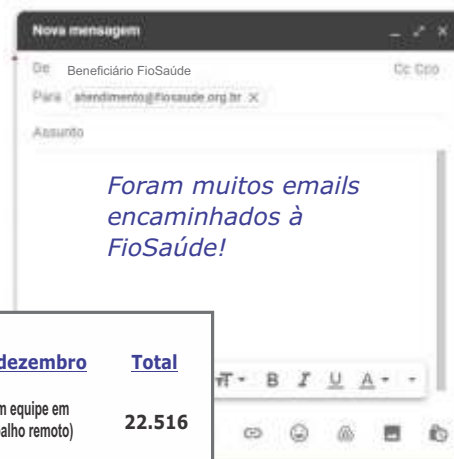 Nova mensagem
De Beneficiário FioSaúde Cc Cco
Para atendimento@fiosaude.org.br ×
Assunto
Foram muitos emails
encaminhados à
FioSaúde!
dezembro Total
m equipe em
balho remoto)
22.516
B I U A